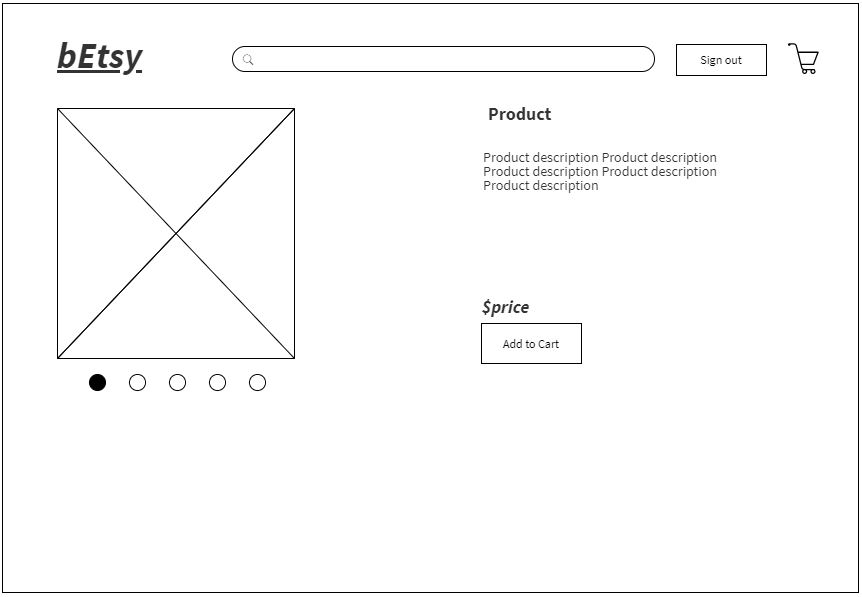 bEtsy
Sign out
Product
Product description Product description
Product description Product description
Product description
$price
Add to Cart